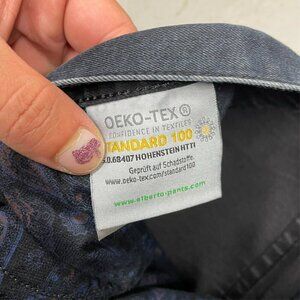 OEKO-TEX®
CONFIDENCE IN TEXTILES
STANDARD 100
.0.68407 HOHENSTEIN HTTI
Geprüft auf Schadstoffe
www.oeko-tex.com/standard100
www.alberto-pants.com